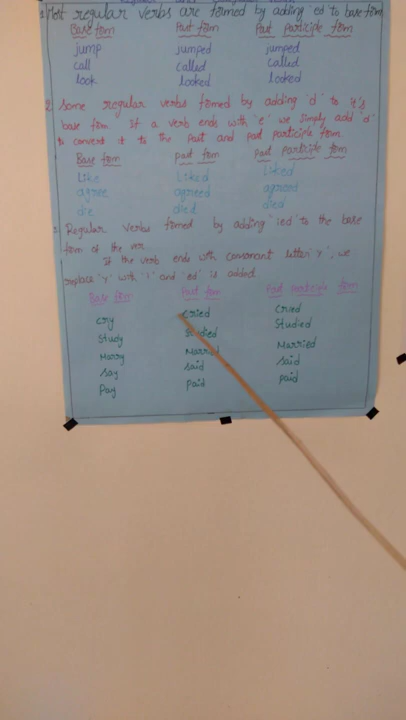 1. Most regular verbs are formed by adding 'ed' to base form
Base form Past form Past participle form
jump jumped jumped
call called called
look looked looked
2. Some regular verbs formed by adding "d" to it's
base form. If a verb ends with "e" we simply add "d"
to convert it to the past and past participle form.
Base form past form past participle form
Like Liked Liked
agree agreed agreed
die died died
3. Regular verbs formed by adding "ied" to the base
form of the
If the verb ends with consonant letter "y", we
replace "y" with "i" and "ed" is added
Base form Past form Past participle form
cry cried cried
Study Studied Studied
Marry Married Married
say said said
Pay paid paid